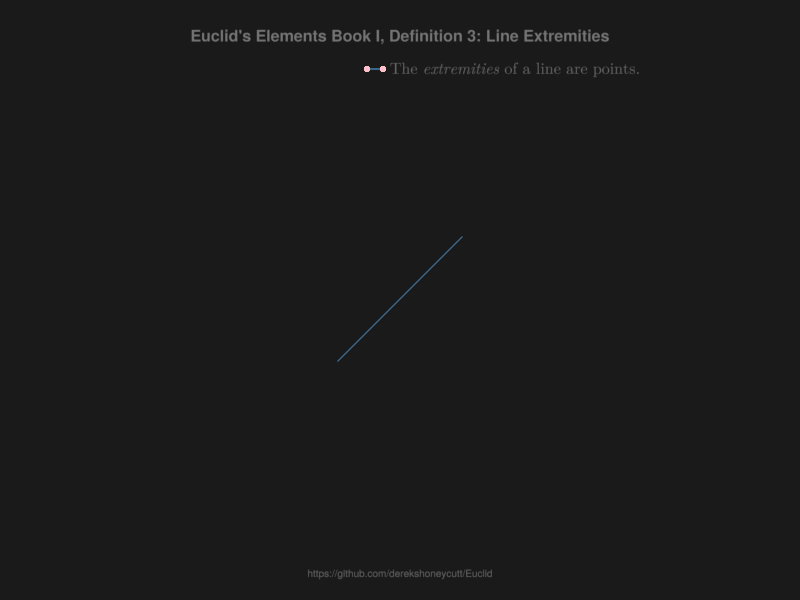 Euclid's Elements Book I, Definition 3: Line Extremities
The extremities of a line are points.
https://github.com/derekshoneycutt/Euclid